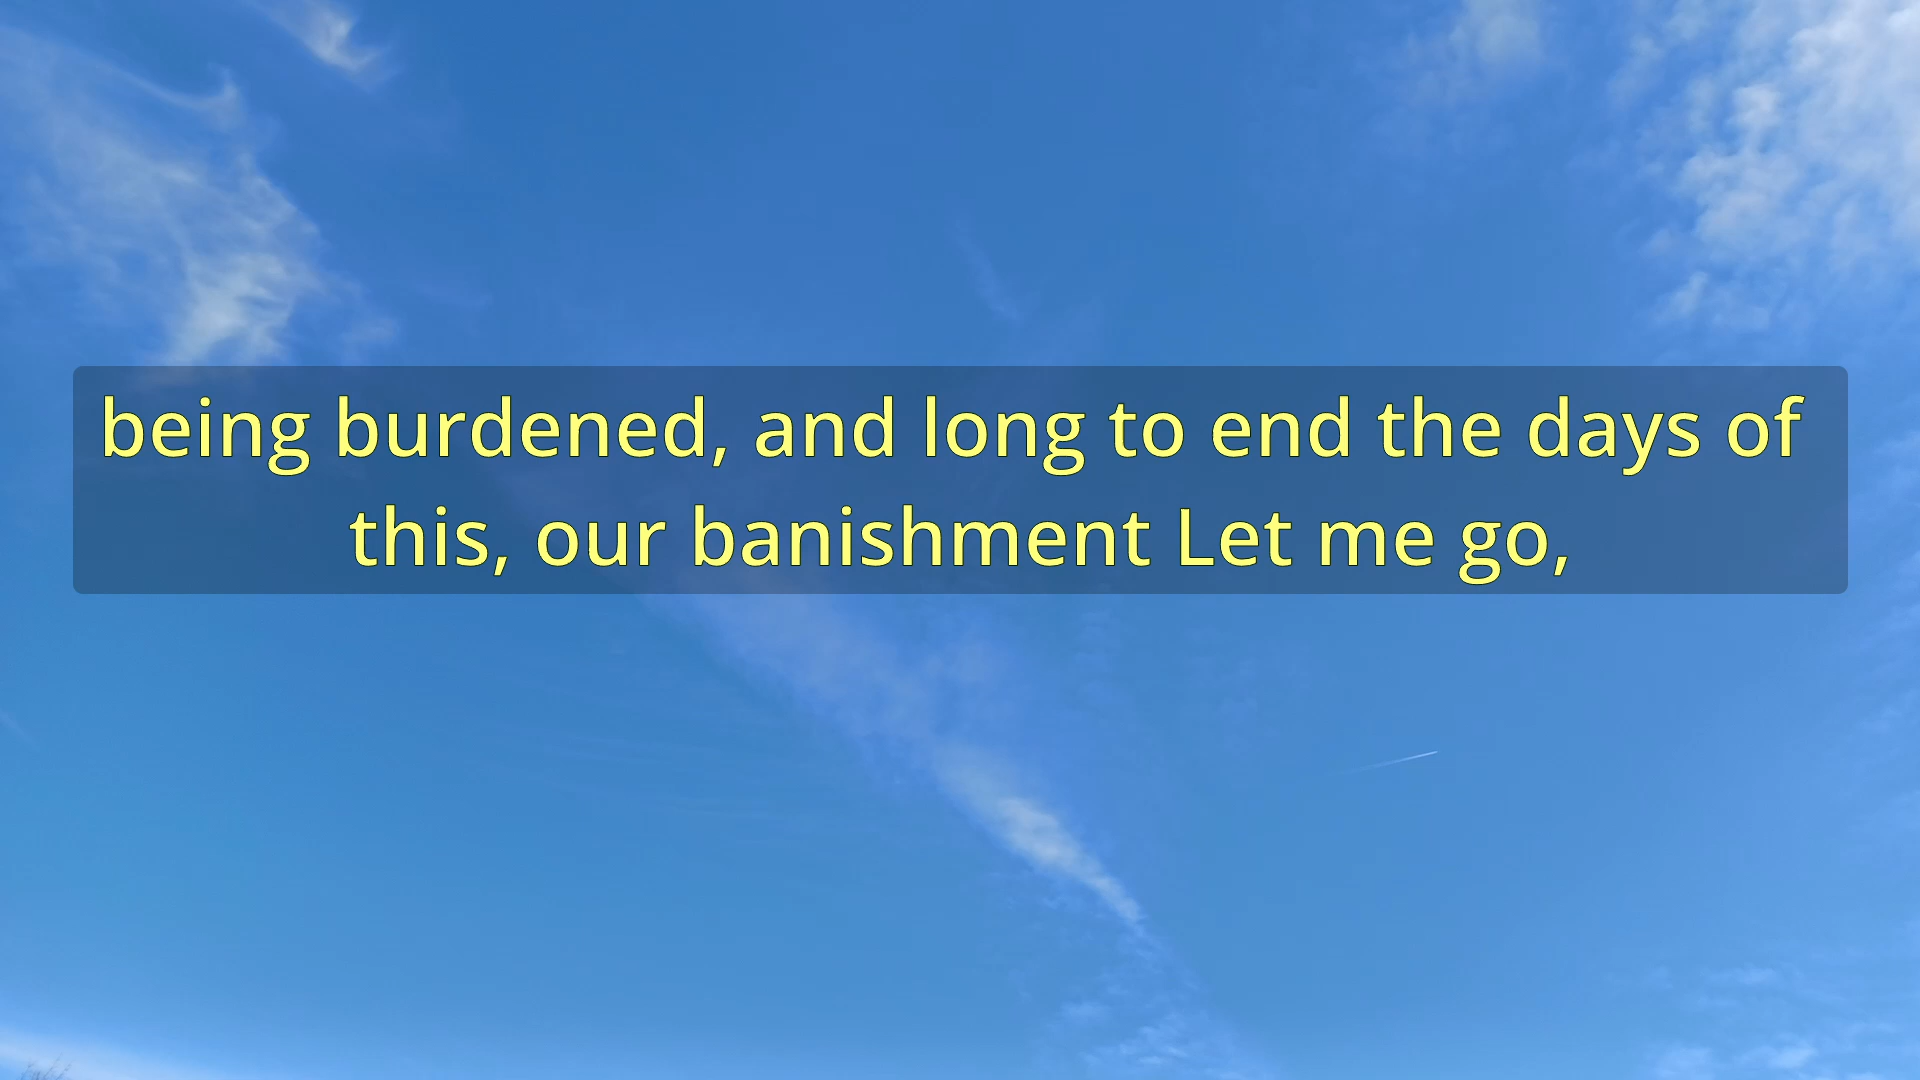 being burdened, and long to end the days of
this, our banishment Let me go,